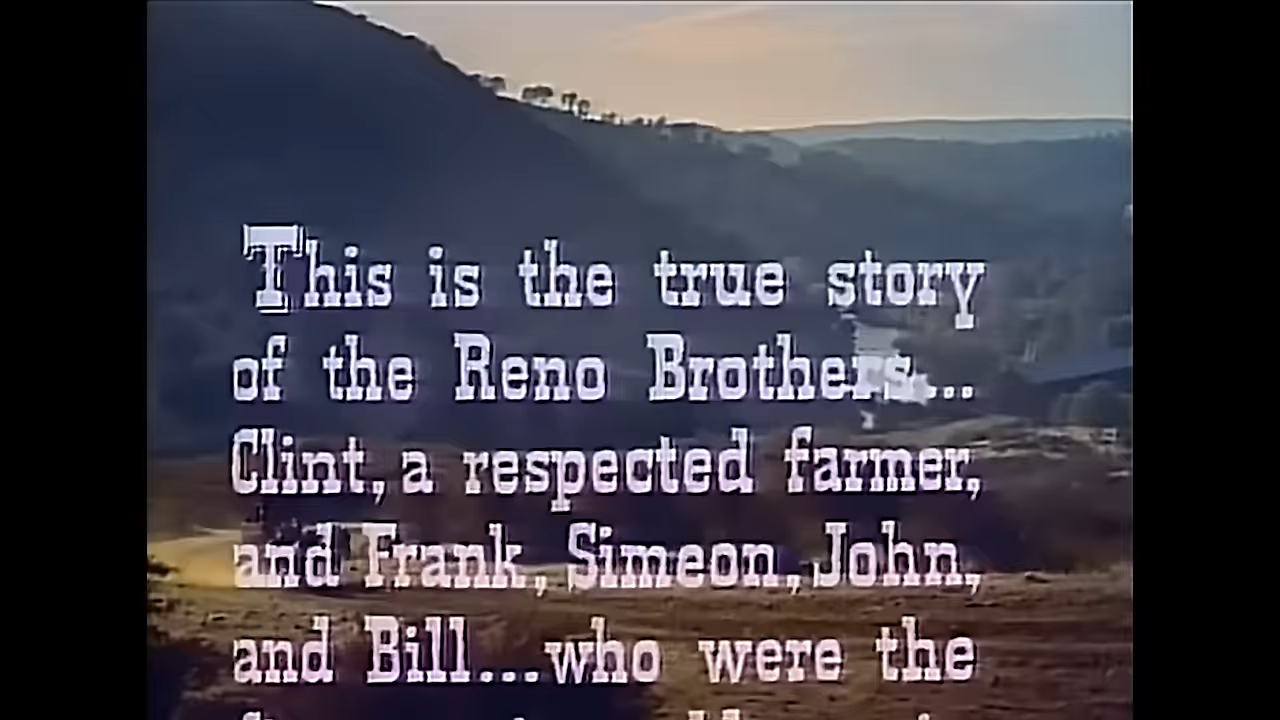 This is the true story
of the Reno Brothers...
Clint, a respected farmer,
and Frank, Simeon, John,
and Bill...who were the